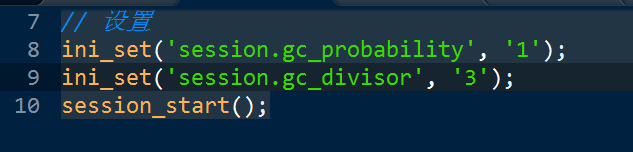 7 // 设置
8 ini_set('session.gc_probability', '1');
9 ini_set('session.gc_divisor', '3');
10 session_start();